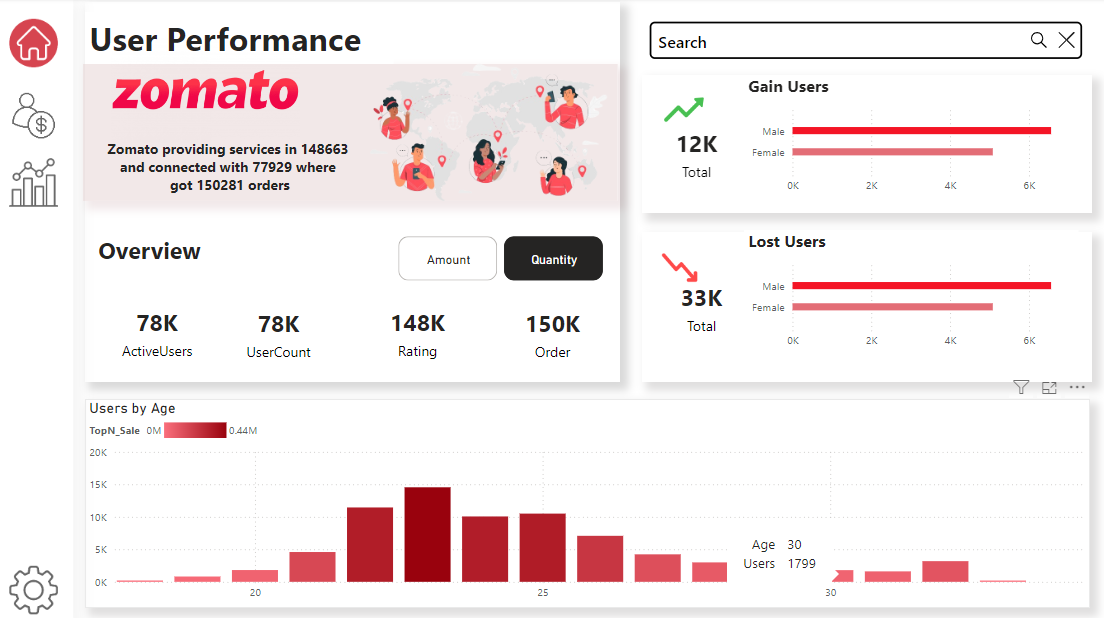 User Performance
zomato
Zomato providing services in 148663
and connected with 77929 where
got 150281 orders
Overview
Amount
Quantity
78K
ActiveUsers
78K
UserCount
148K
Rating
150K
Order
Search
12K
Total
Gain Users
Male
Female
0K 2K 4K 6K
33K
Total
Lost Users
Male
Female
0K 2K 4K 6K
Users by Age
TopN_Sale 0M 0.44M
20K
15K
10K
5K
0K
Age 30
Users 1799
20 25 30